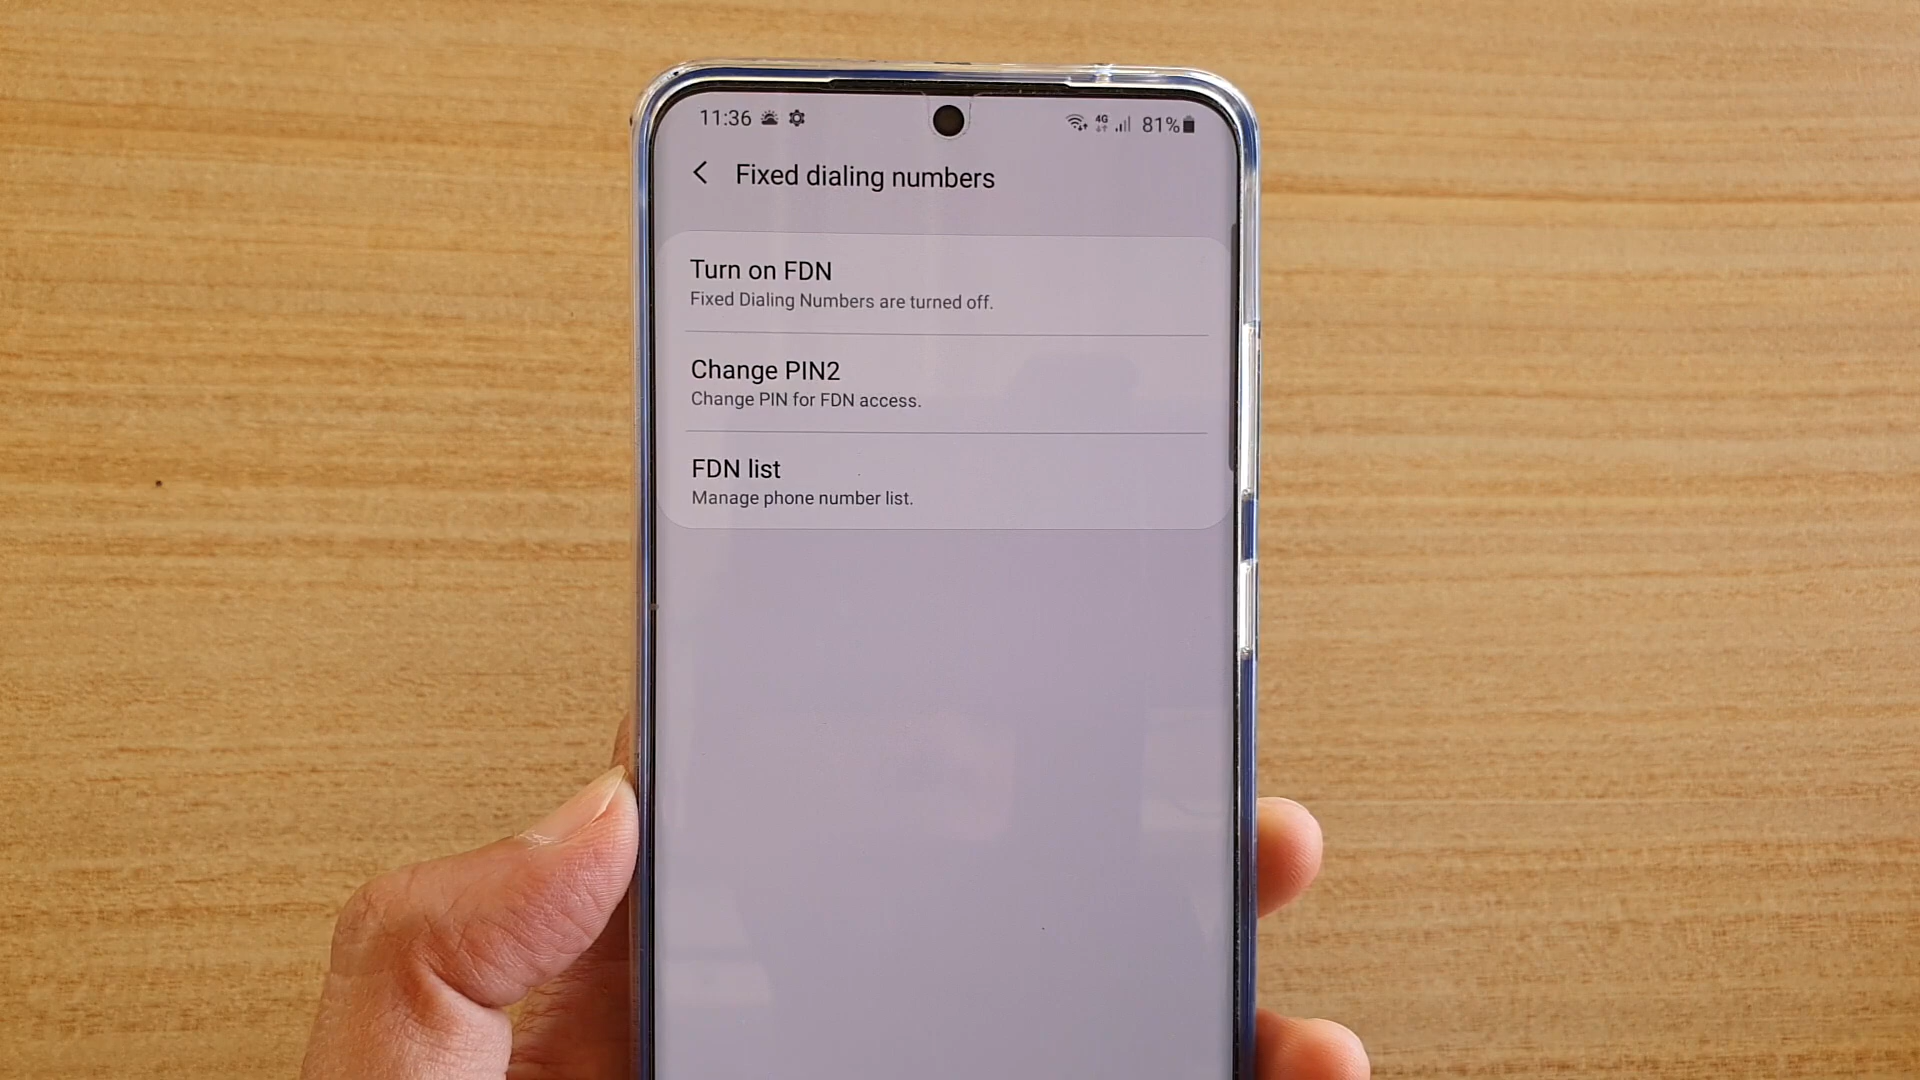 11:36 4G 81%
Fixed dialing numbers
Turn on FDN
Fixed Dialing Numbers are turned off.
Change PIN2
Change PIN for FDN access.
FDN list
Manage phone number list.